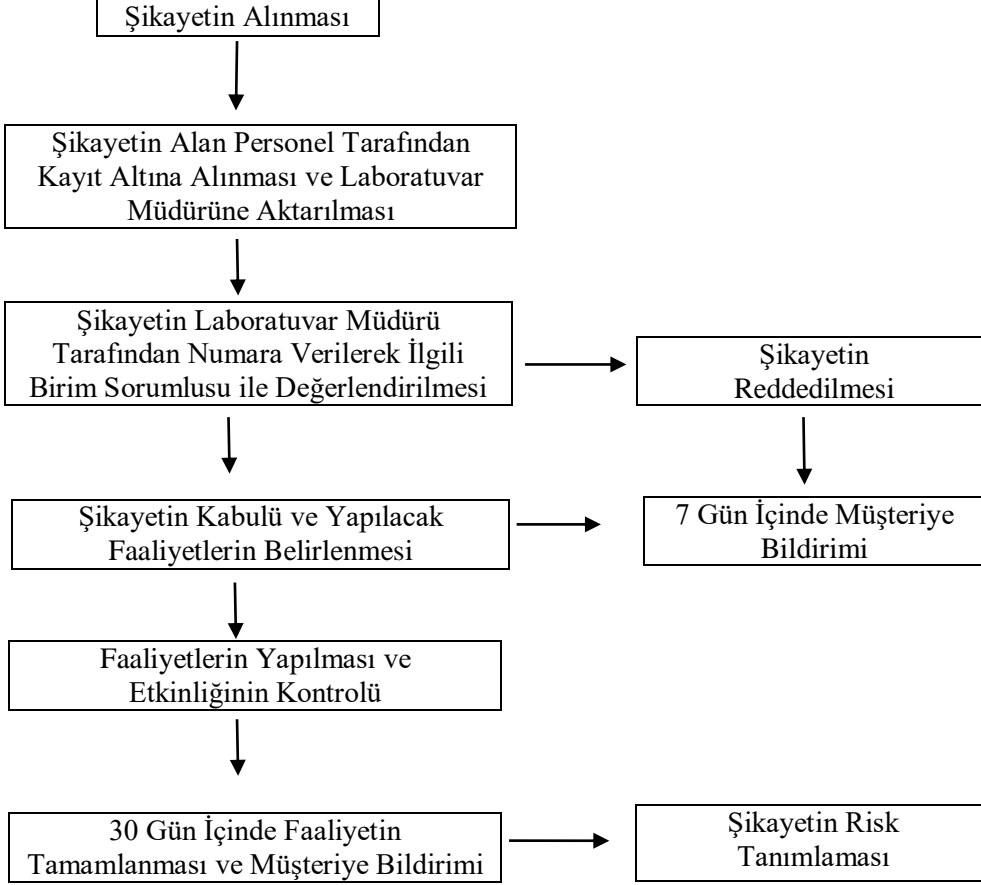 Şikayetin Alınması
Şikayetin Alan Personel Tarafından
Kayıt Altına Alınması ve Laboratuvar
Müdürüne Aktarılması
Şikayetin Laboratuvar Müdürü
Tarafından Numara Verilerek İlgili
Birim Sorumlusu ile Değerlendirilmesi
Şikayetin
Reddedilmesi
Şikayetin Kabulü ve Yapılacak
Faaliyetlerin Belirlenmesi
7 Gün İçinde Müşteriye
Bildirimi
Faaliyetlerin Yapılması ve
Etkinliğinin Kontrolü
30 Gün İçinde Faaliyetin
Tamamlanması ve Müşteriye Bildirimi
Şikayetin Risk
Tanımlaması